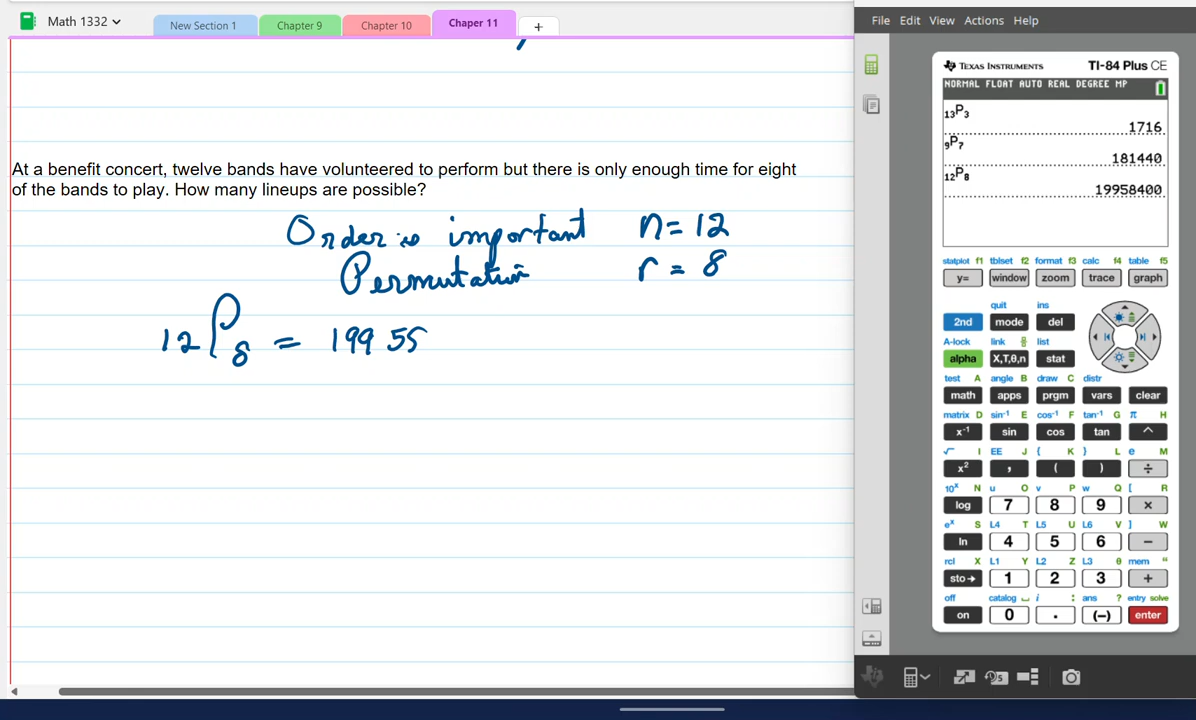 Math 1332
New Section 1
Chapter 9
Chapter 10
Chaper 11
+
At a benefit concert, twelve bands have volunteered to perform but there is only enough time for eight
of the bands to play. How many lineups are possible?
Order is important n = 12
Permutation r = 8
12P8 = 199 55
File Edit View Actions Help
TEXAS INSTRUMENTS TI-84 Plus CE
NORMAL FLOAT AUTO REAL DEGREE MP
13P3
1716.
9P7
181440.
12P8
19958400.
statplot f1 tblset f2 format f3 calc f4 table f5
y= window zoom trace graph
quit ins
2nd mode del
A-lock link list
alpha X,T,θ,n stat
test A angle B draw C distr
math apps prgm vars clear
matrix D sin⁻¹ E cos⁻¹ F tan⁻¹ G π H
x⁻¹ sin cos tan ^
√ I EE J { K } L e M
x² , ( ) ÷
10ˣ N u O v P w Q [ R
log 7 8 9 ×
eˣ S L4 T L5 U L6 V ] W
ln 4 5 6 −
rcl X L1 Y L2 Z L3 θ mem "
sto→ 1 2 3 +
off catalog i : ans ? entry solve
on 0 . (−) enter